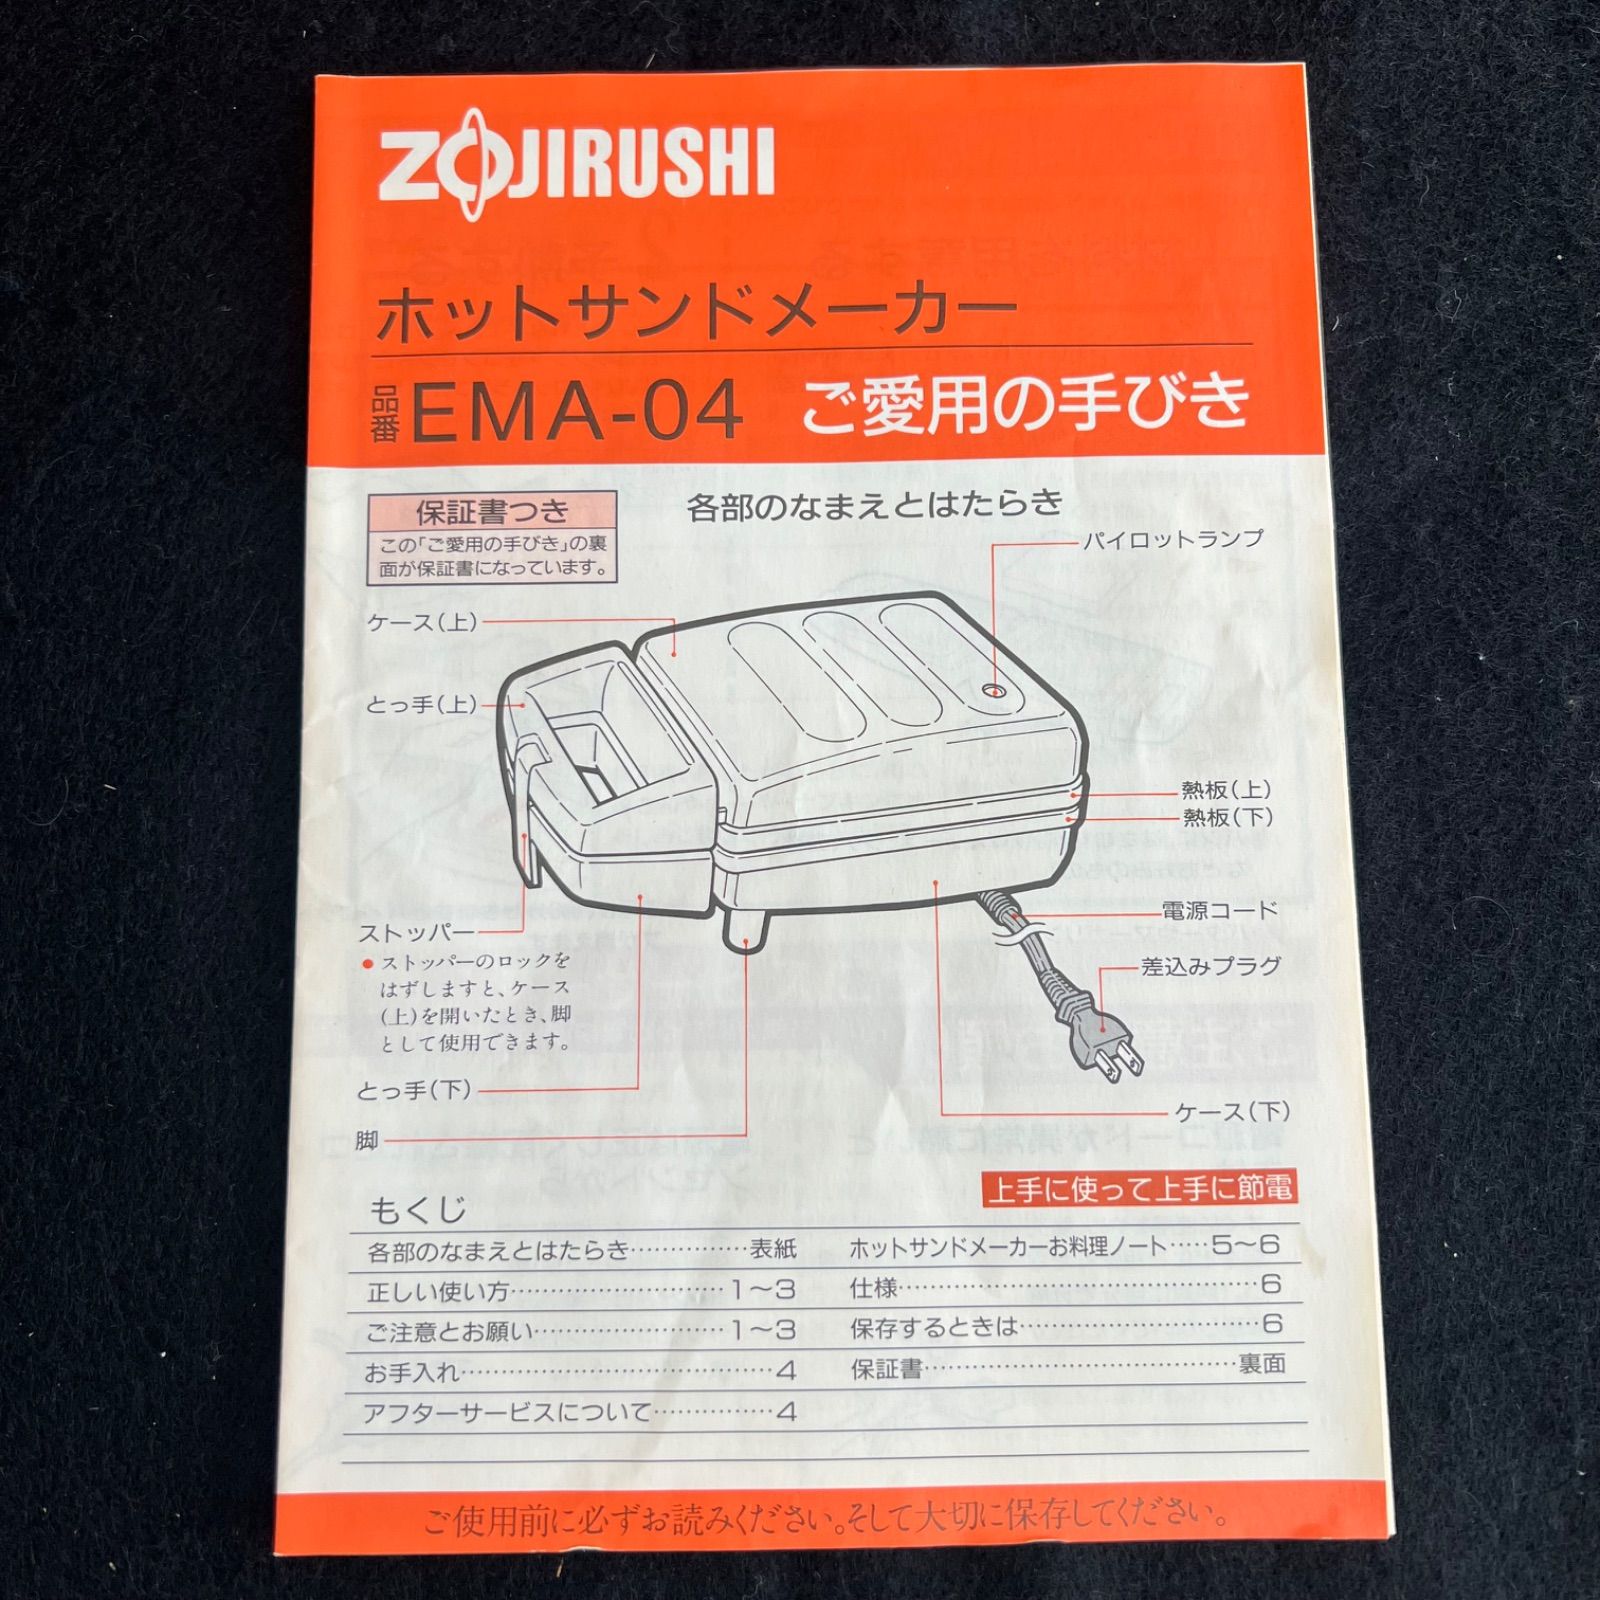 ZOJIRUSHI
ホットサンドメーカー
品番 EMA-04 ご愛用の手びき
保証書つき
この「ご愛用の手びき」の裏
面が保証書になっています。
各部のなまえとはたらき
パイロットランプ
ケース(上)
とっ手(上)
熱板(上)
熱板(下)
電源コード
差込みプラグ
ストッパー
● ストッパーのロックを
はずしますと、ケース
(上)を開いたとき、脚
として使用できます。
とっ手(下)
ケース(下)
脚
上手に使って上手に節電
もくじ
各部のなまえとはたらき……………表紙
正しい使い方………………………1〜3
ご注意とお願い……………………1〜3
お手入れ…………………………………4
アフターサービスについて……………4
ホットサンドメーカーお料理ノート……5〜6
仕様………………………………………6
保存するときは…………………………6
保証書…………………………………裏面
ご使用前に必ずお読みください。そして大切に保存してください。